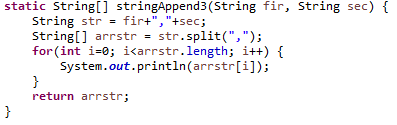 static String[] stringAppend3(String fir, String sec) {
    String str = fir+","+sec;
    String[] arrstr = str.split(",");
    for(int i=0; i<arrstr.length; i++) {
        System.out.println(arrstr[i]);
    }
    return arrstr;
}